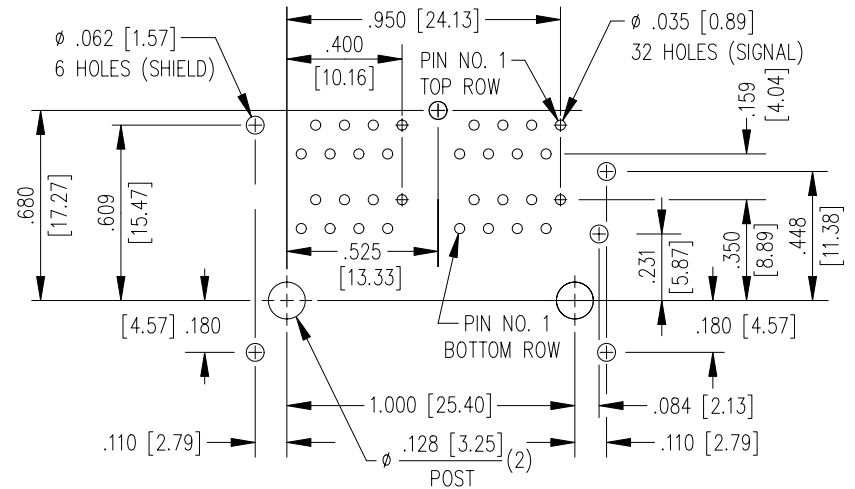 .950 [24.13]
ø .062 [1.57]
6 HOLES (SHIELD)
.400
[10.16]
PIN NO. 1
TOP ROW
ø .035 [0.89]
32 HOLES (SIGNAL)
.159
[4.04]
.680
[17.27]
.609
[15.47]
.525
[13.33]
.231
[5.87]
.350
[8.89]
.448
[11.38]
[4.57] .180
PIN NO. 1
BOTTOM ROW
.180 [4.57]
1.000 [25.40]
.084 [2.13]
.110 [2.79]
ø .128 [3.25] (2)
POST
.110 [2.79]